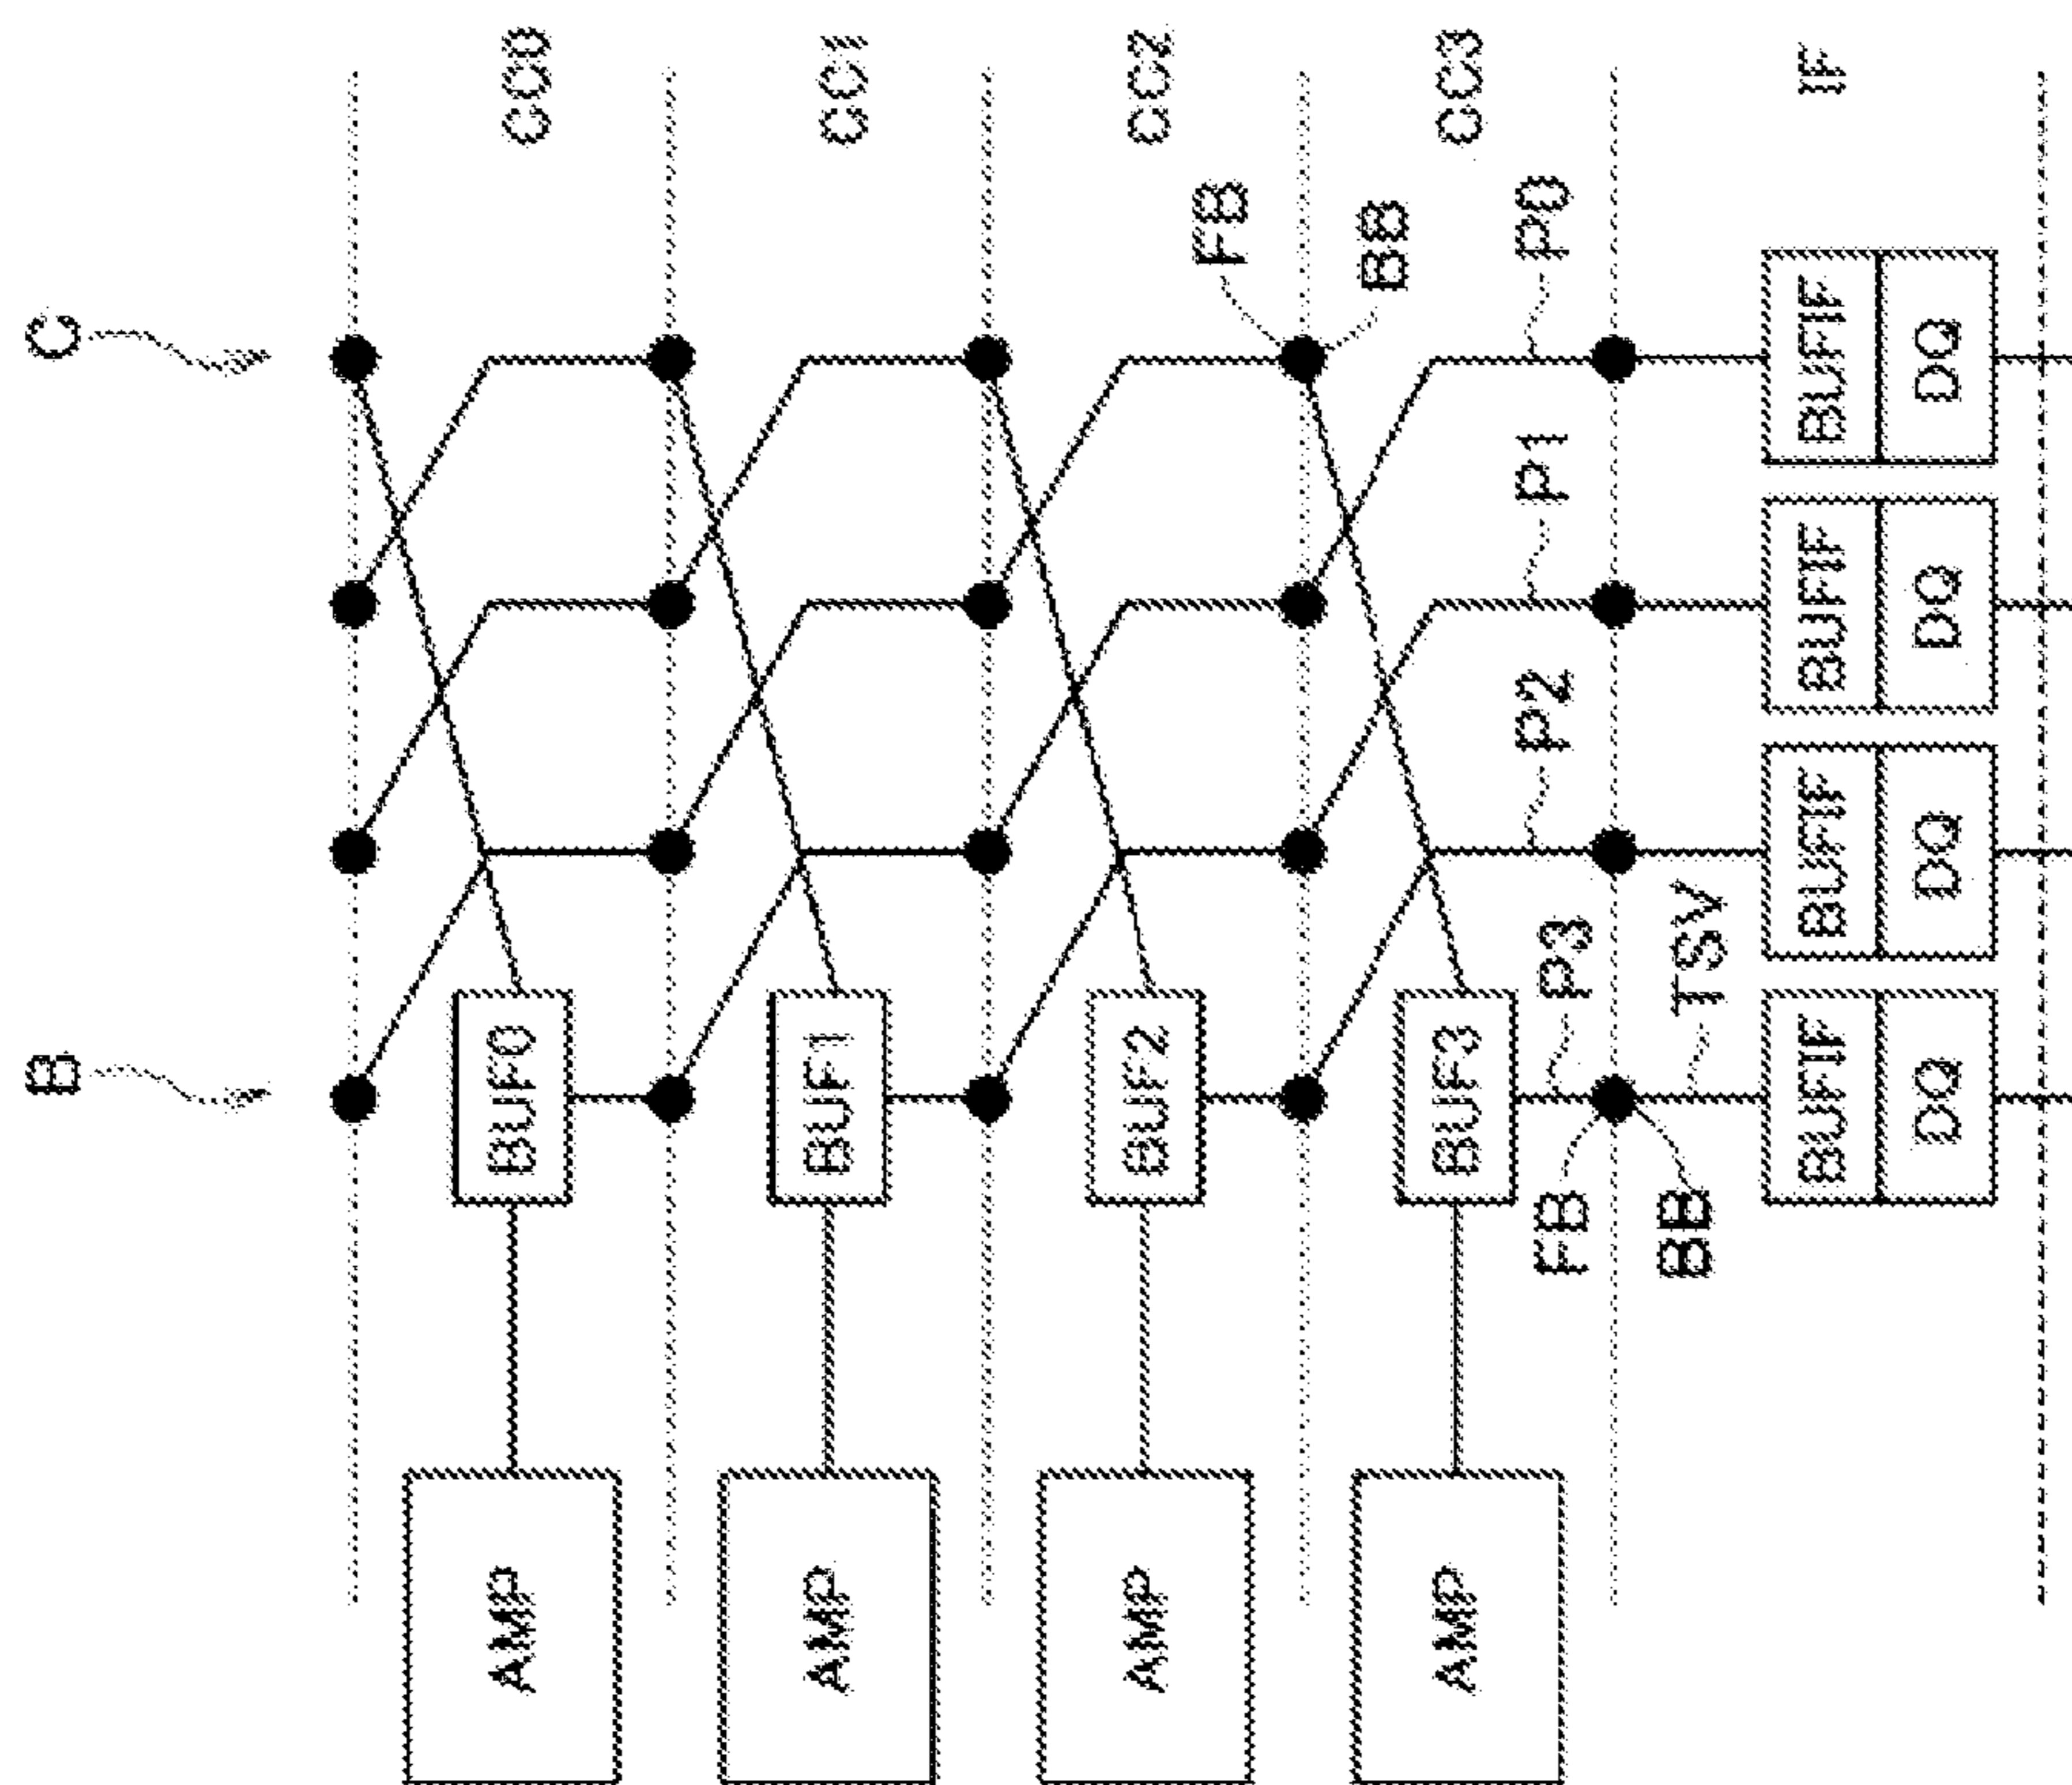 B
C
AMP
BUF0
CC0
AMP
BUF1
CC1
AMP
BUF2
CC2
FB
BB
AMP
BUF3
CC3
FB
P3
P2
P1
P0
BB
TSV
BUFIF
BUFIF
BUFIF
BUFIF
IF
DQ
DQ
DQ
DQ